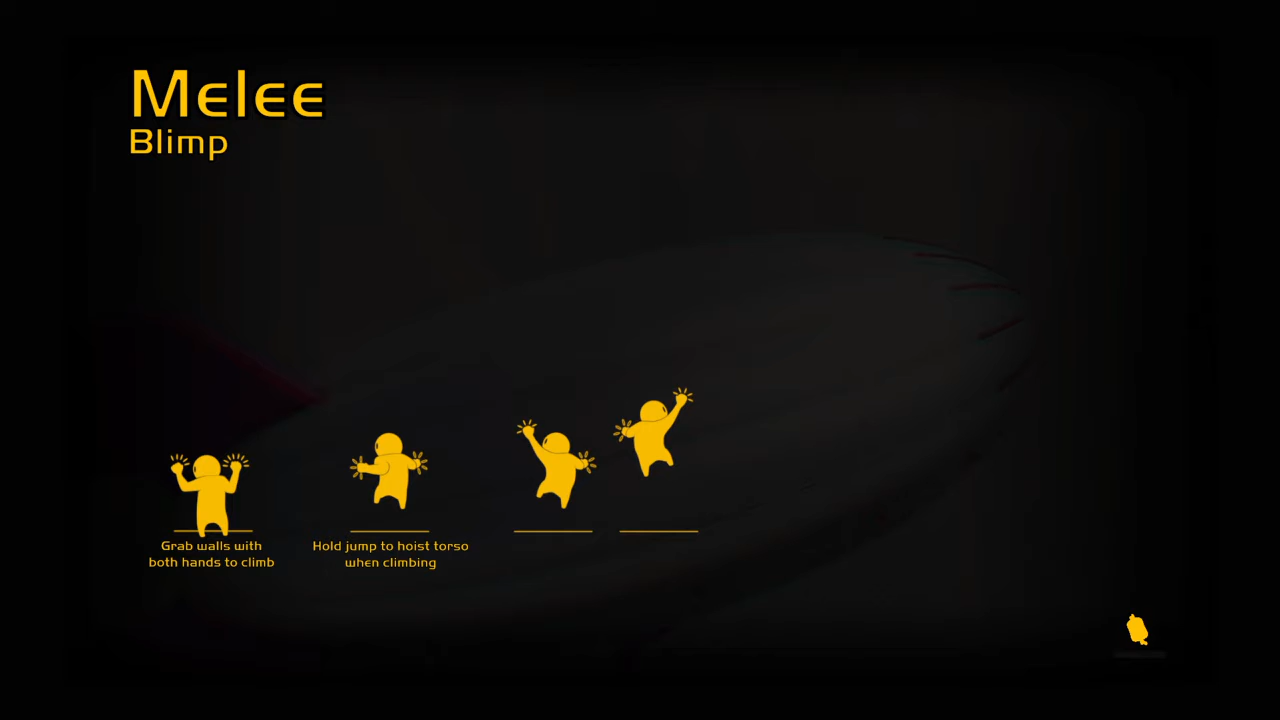 Melee
Blimp
Grab walls with
both hands to climb
Hold jump to hoist torso
when climbing